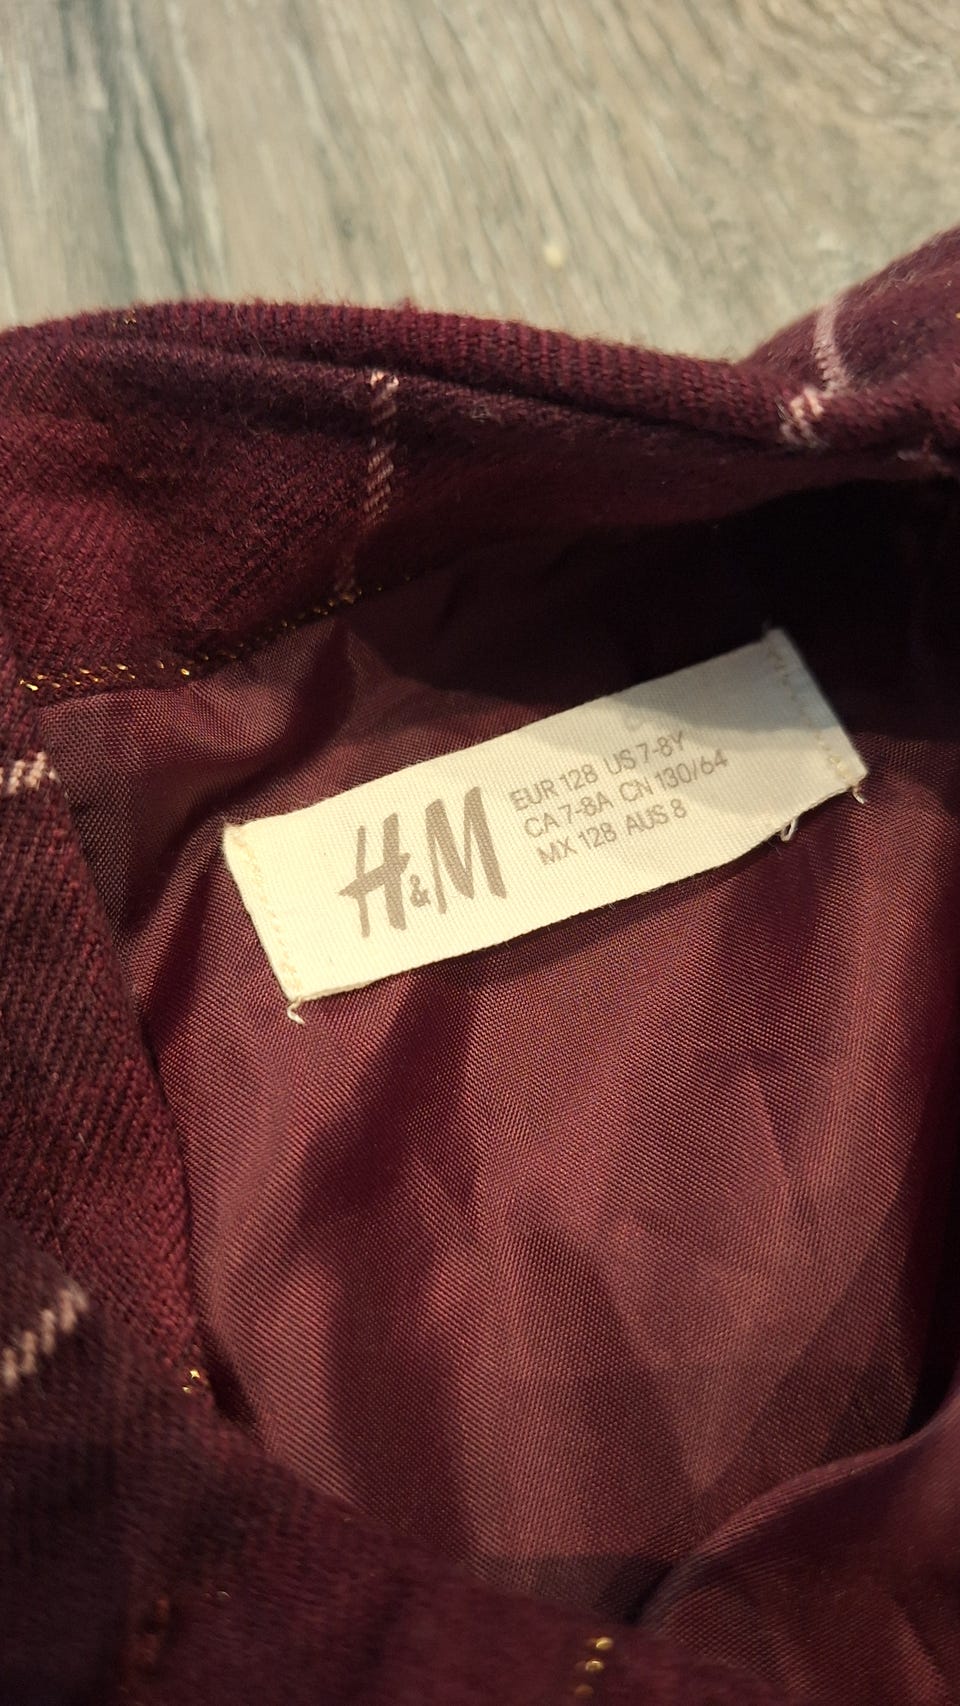 H&M
EUR 128 US 7-8Y
CA 7-8A CN 130/64
MX 128 AUS 8